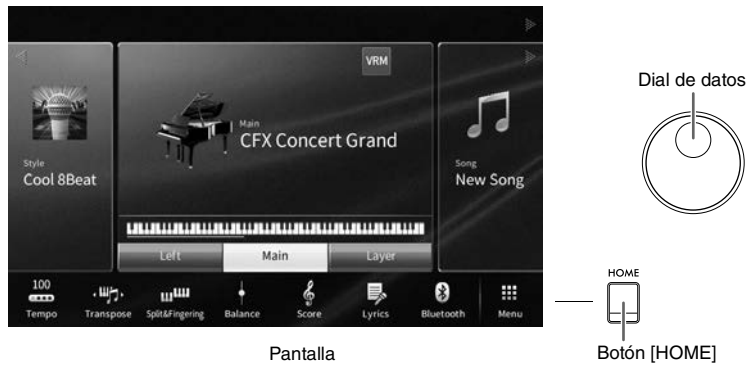 VRM
Style
Cool 8Beat
Main
CFX Concert Grand
Song
New Song
Left
Main
Layer
100
Tempo
Transpose
Split&Fingering
Balance
Score
Lyrics
Bluetooth
Menu
Pantalla
Dial de datos
HOME
Botón [HOME]